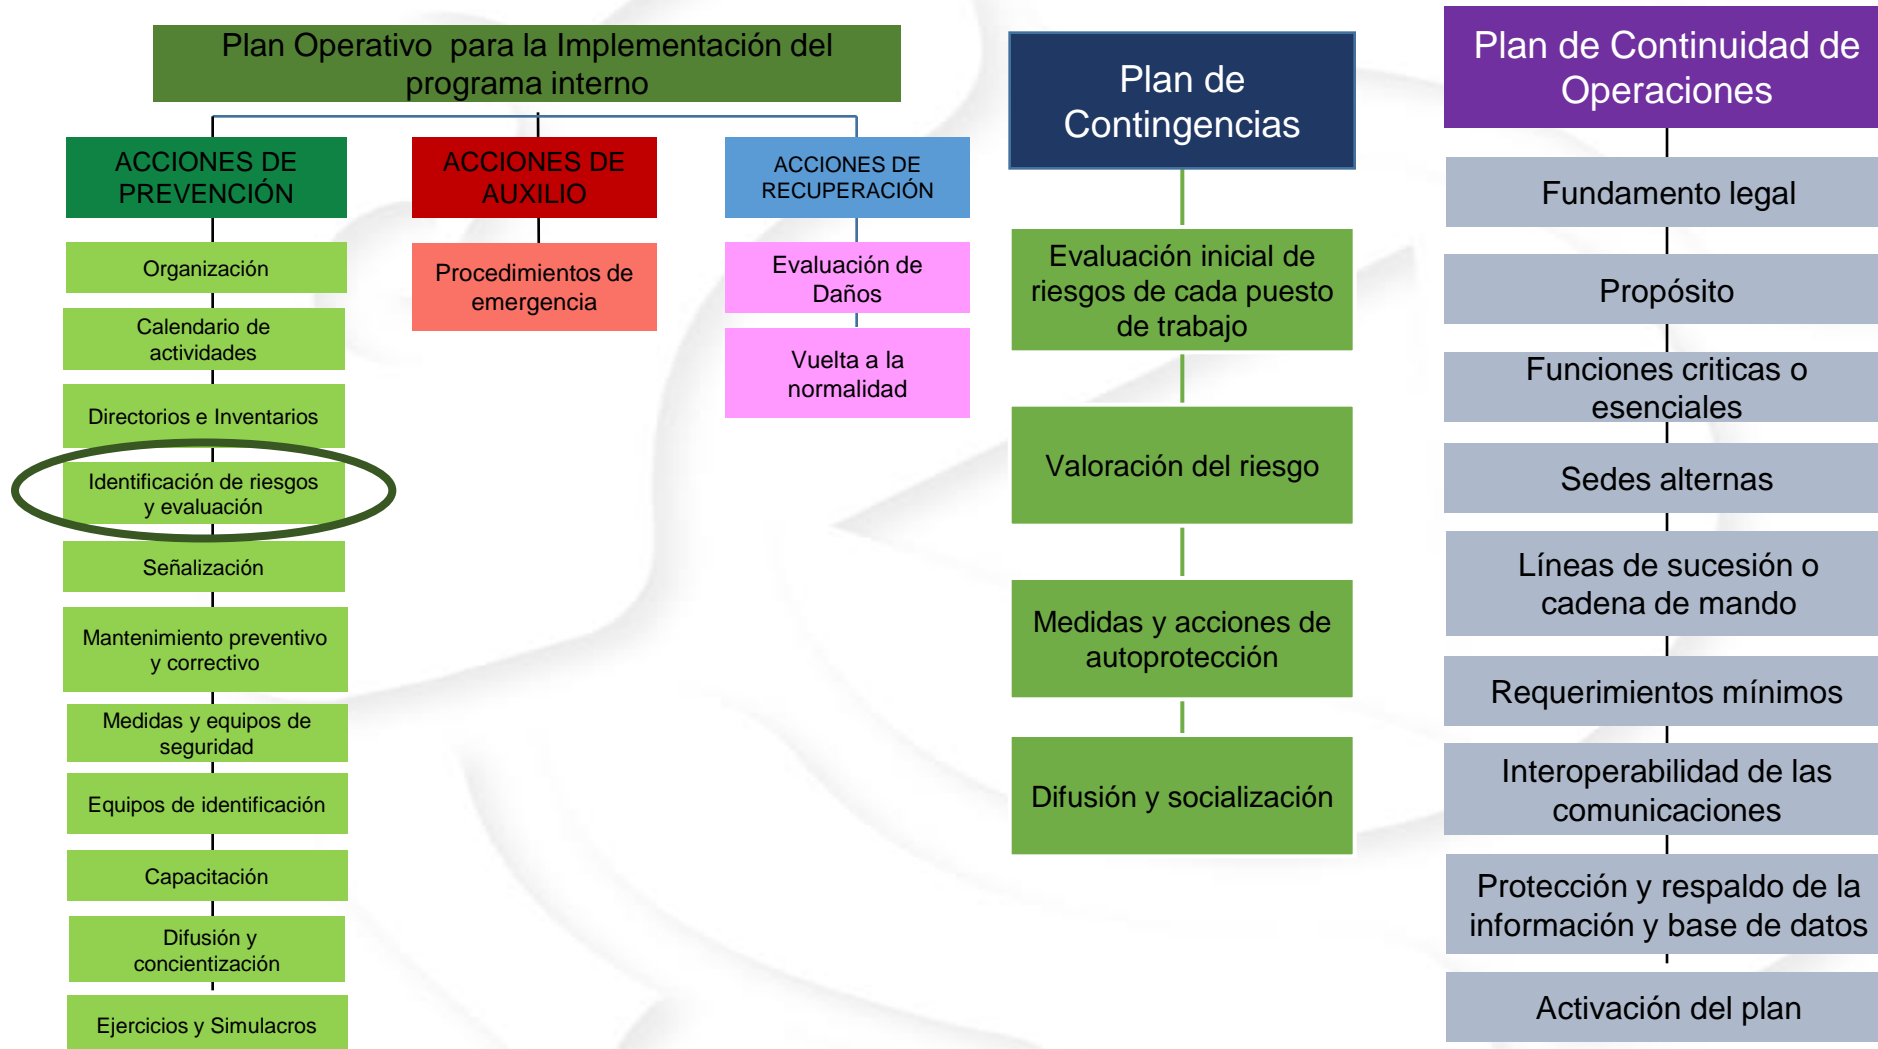 Plan Operativo para la Implementación del
programa interno
ACCIONES DE
PREVENCIÓN
Organización
Calendario de
actividades
Directorios e Inventarios
Identificación de riesgos
y evaluación
Señalización
Mantenimiento preventivo
y correctivo
Medidas y equipos de
seguridad
Equipos de identificación
Capacitación
Difusión y
concientización
Ejercicios y Simulacros
ACCIONES DE
AUXILIO
Procedimientos de
emergencia
ACCIONES DE
RECUPERACIÓN
Evaluación de
Daños
Vuelta a la
normalidad
Plan de
Contingencias
Evaluación inicial de
riesgos de cada puesto
de trabajo
Valoración del riesgo
Medidas y acciones de
autoprotección
Difusión y socialización
Plan de Continuidad de
Operaciones
Fundamento legal
Propósito
Funciones criticas o
esenciales
Sedes alternas
Líneas de sucesión o
cadena de mando
Requerimientos mínimos
Interoperabilidad de las
comunicaciones
Protección y respaldo de la
información y base de datos
Activación del plan